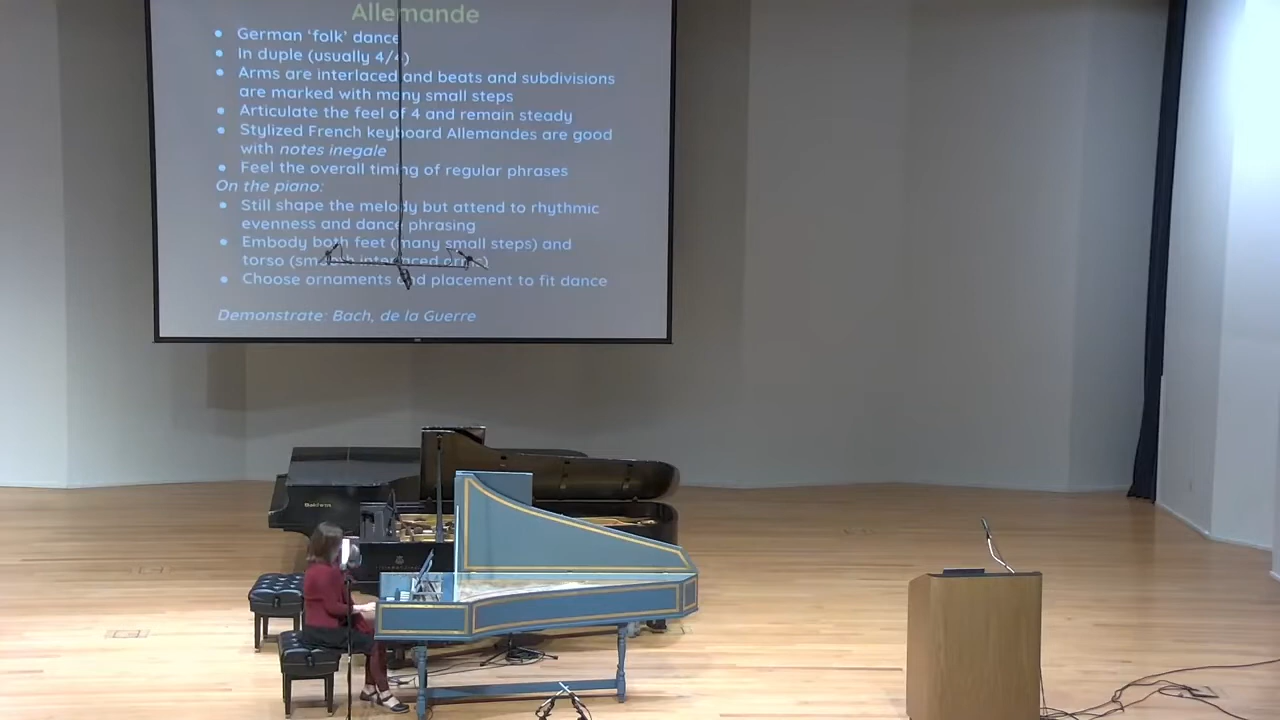 Allemande
• German ‘folk’ dance
• In duple (usually 4/4)
• Arms are interlaced and beats and subdivisions
are marked with many small steps
• Articulate the feel of 4 and remain steady
• Stylized French keyboard Allemandes are good
with notes inegale
• Feel the overall timing of regular phrases
On the piano:
• Still shape the melody but attend to rhythmic
evenness and dance phrasing
• Embody both feet (many small steps) and
torso (smooth interlaced arms)
• Choose ornaments and placement to fit dance
Demonstrate: Bach, de la Guerre
Baldwin